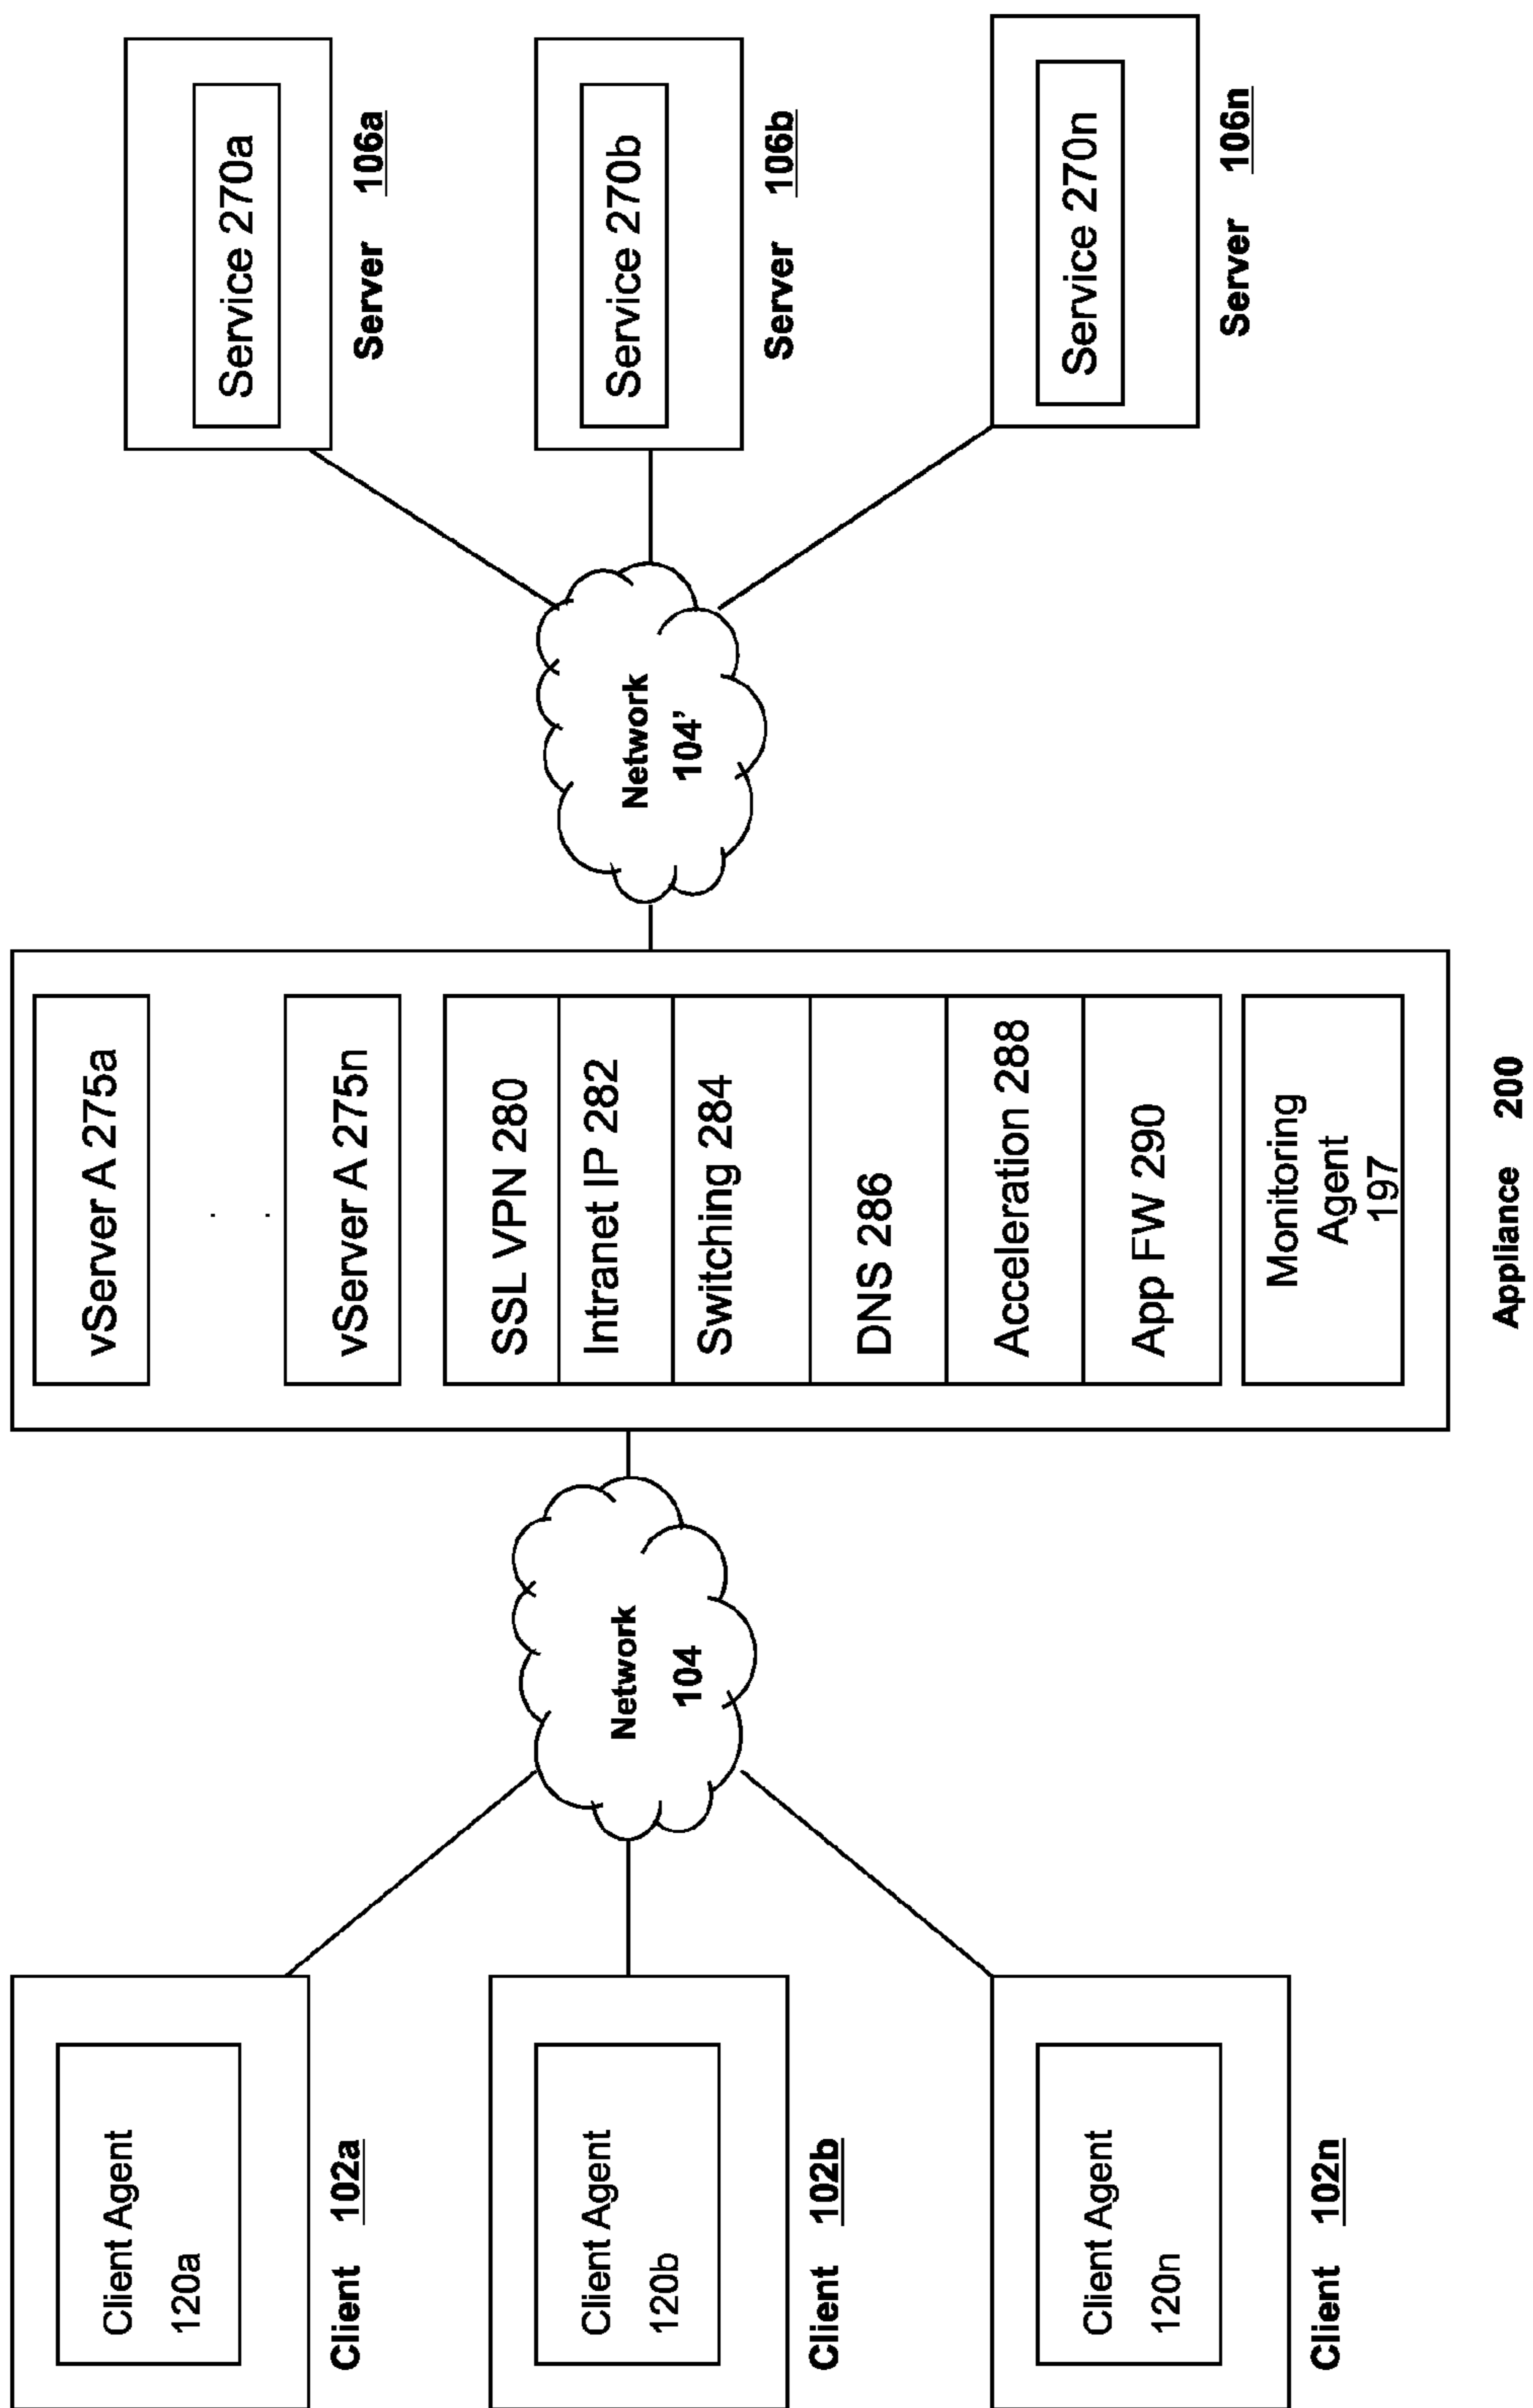 Client Agent
120a
Client 102a
Client Agent
120b
Client 102b
Client Agent
120n
Client 102n
Network
104
vServer A 275a
vServer A 275n
SSL VPN 280
Intranet IP 282
Switching 284
DNS 286
Acceleration 288
App FW 290
Monitoring
Agent
197
Appliance 200
Network
104’
Service 270a
Server 106a
Service 270b
Server 106b
Service 270n
Server 106n